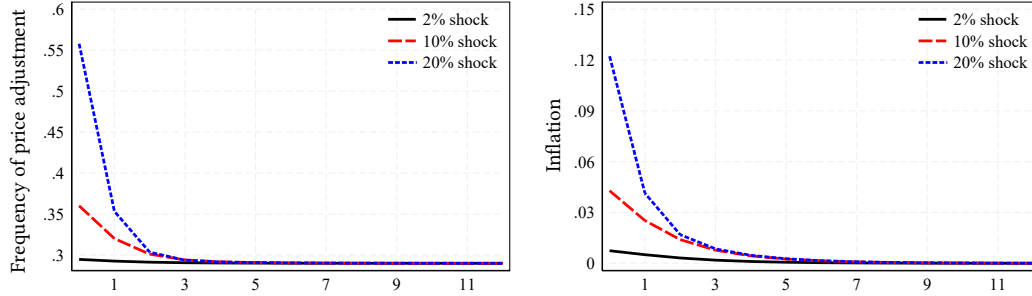 Frequency of price adjustment
.6
.55
.5
.45
.4
.35
.3
2% shock
10% shock
20% shock
1 3 5 7 9 11
Inflation
.15
.12
.09
.06
.03
0
2% shock
10% shock
20% shock
1 3 5 7 9 11